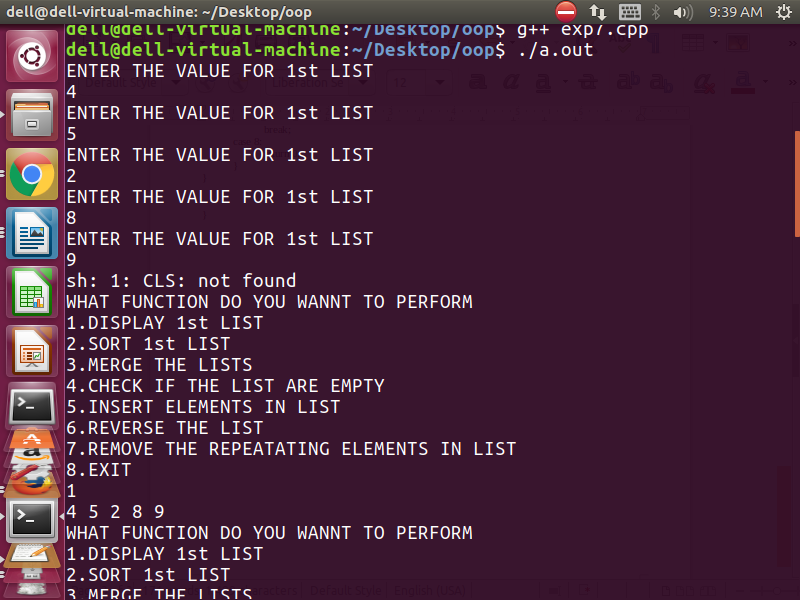 dell@dell-virtual-machine: ~/Desktop/oop 9:39 AM
dell@dell-virtual-machine:~/Desktop/oop$ g++ exp7.cpp
dell@dell-virtual-machine:~/Desktop/oop$ ./a.out
ENTER THE VALUE FOR 1st LIST
4
ENTER THE VALUE FOR 1st LIST
5
ENTER THE VALUE FOR 1st LIST
2
ENTER THE VALUE FOR 1st LIST
8
ENTER THE VALUE FOR 1st LIST
9
sh: 1: CLS: not found
WHAT FUNCTION DO YOU WANNT TO PERFORM
1.DISPLAY 1st LIST
2.SORT 1st LIST
3.MERGE THE LISTS
4.CHECK IF THE LIST ARE EMPTY
5.INSERT ELEMENTS IN LIST
6.REVERSE THE LIST
7.REMOVE THE REPEATATING ELEMENTS IN LIST
8.EXIT
1
4 5 2 8 9
WHAT FUNCTION DO YOU WANNT TO PERFORM
1.DISPLAY 1st LIST
2.SORT 1st LIST
3.MERGE THE LISTS